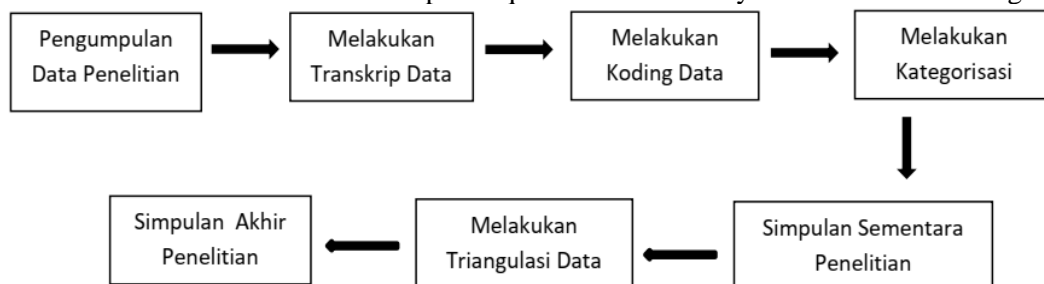 Pengumpulan
Data Penelitian
Melakukan
Transkrip Data
Melakukan
Koding Data
Melakukan
Kategorisasi
Simpulan Sementara
Penelitian
Melakukan
Triangulasi Data
Simpulan Akhir
Penelitian